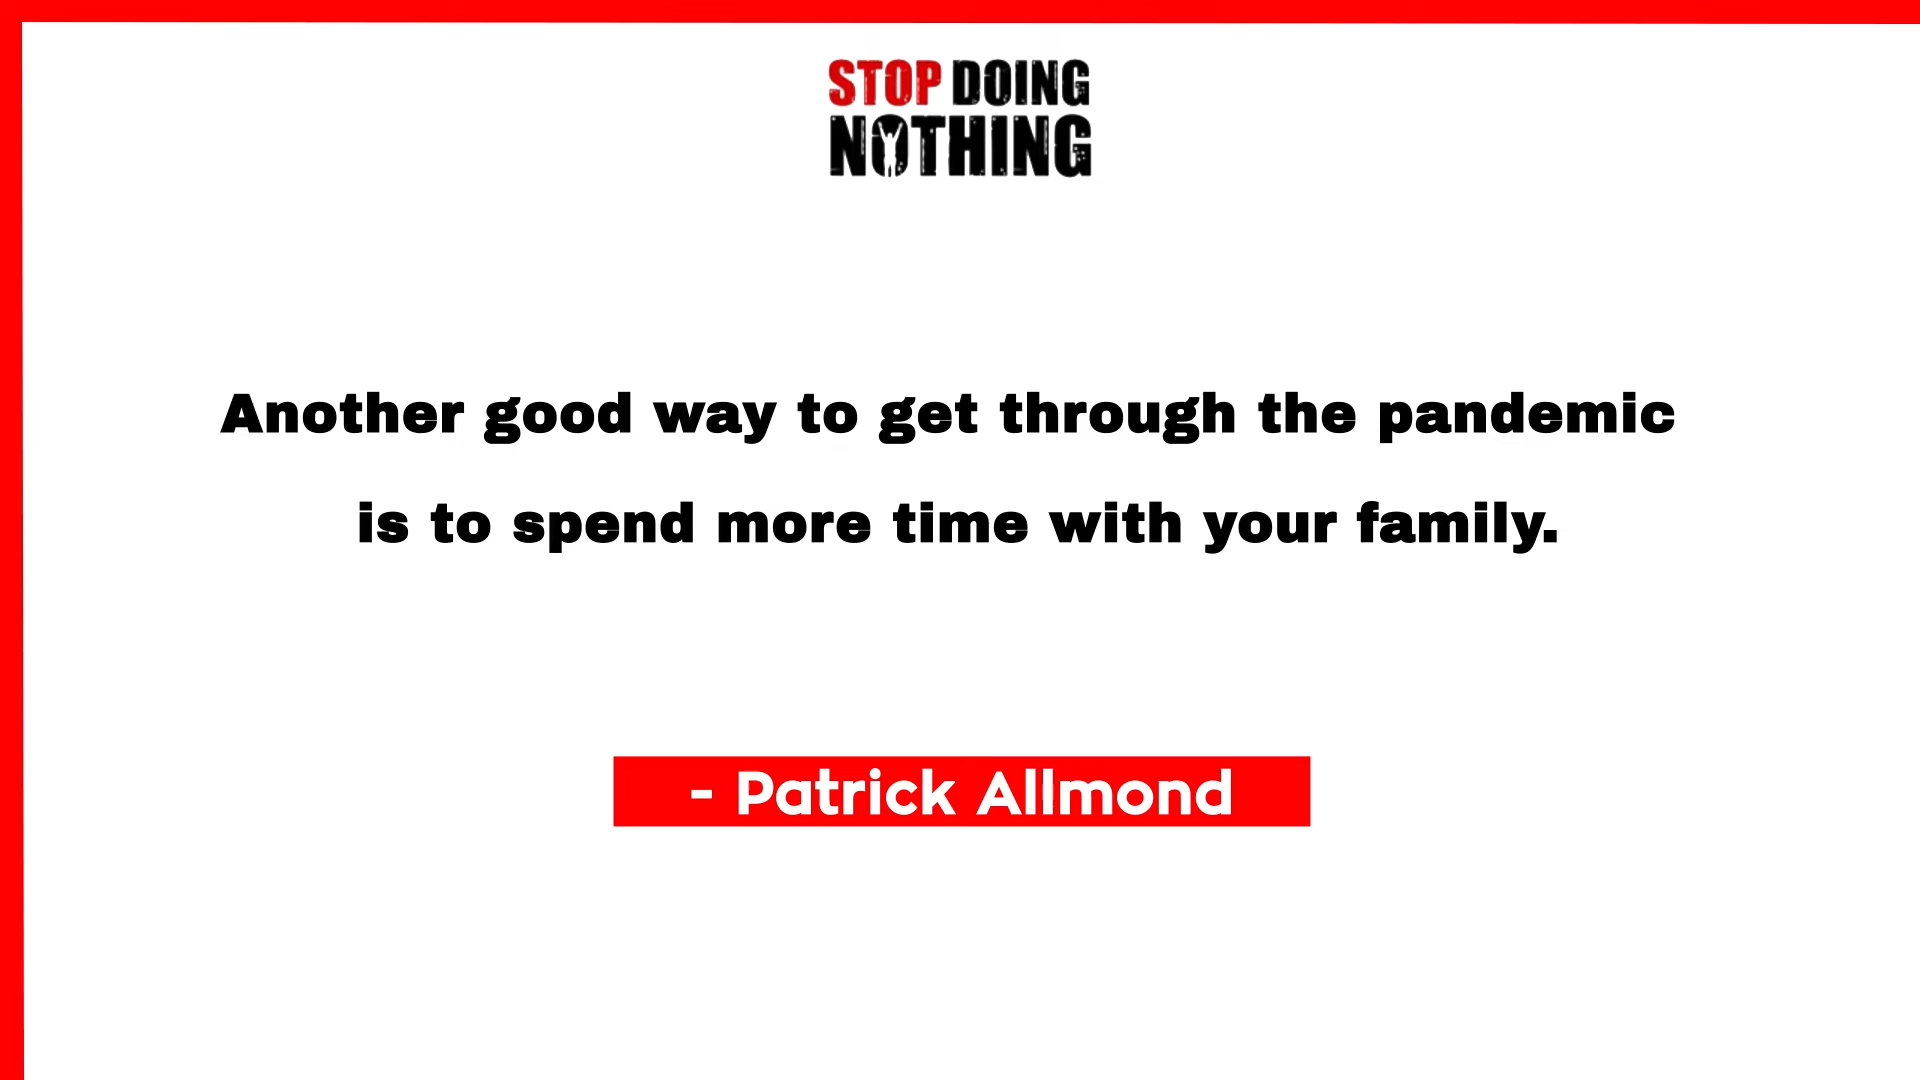 STOP DOING
NOTHING
Another good way to get through the pandemic
is to spend more time with your family.
- Patrick Allmond